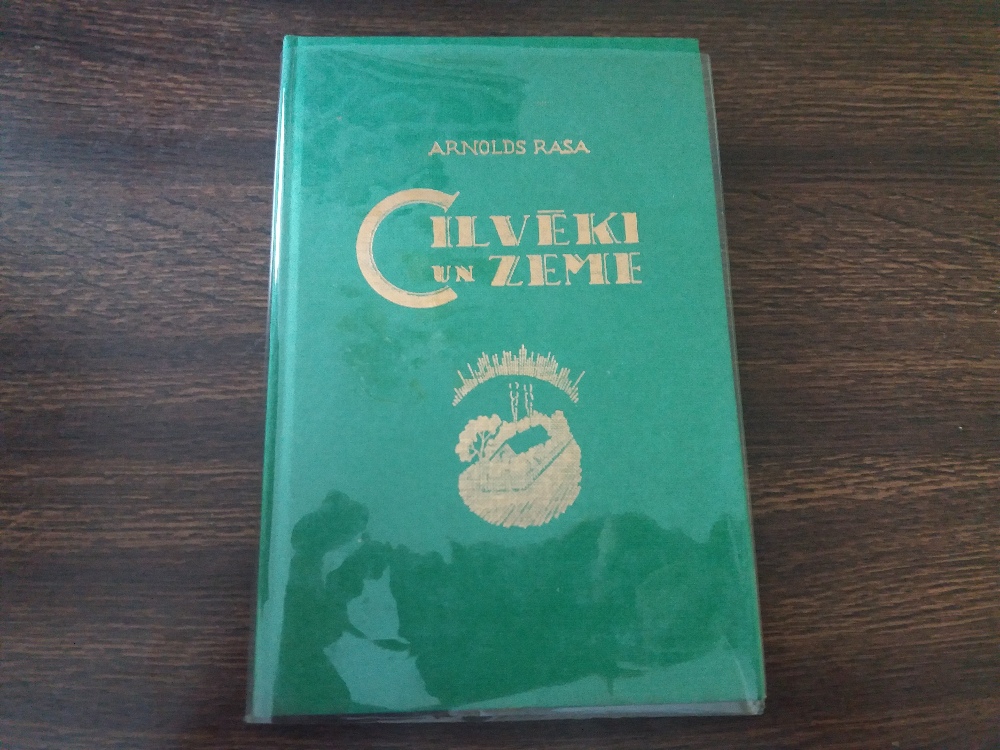 ARNOLDS RASA
CILVĒKI
UN ZEME